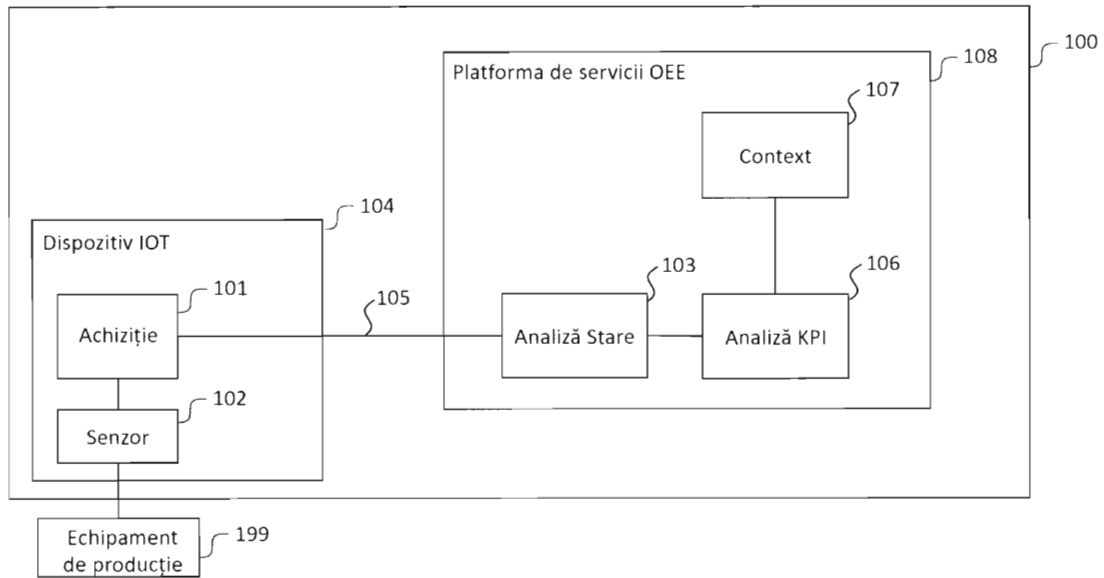 100
Platforma de servicii OEE
108
107
Context
104
Dispozitiv IOT
101
Achiziție
105
103
Analiză Stare
106
Analiză KPI
102
Senzor
Echipament
de producție
199